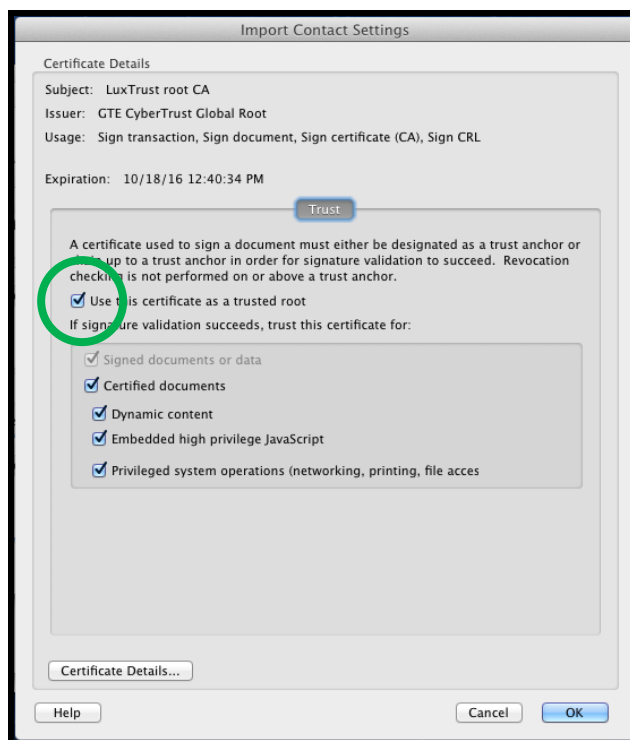 Import Contact Settings
Certificate Details
Subject: LuxTrust root CA
Issuer: GTE CyberTrust Global Root
Usage: Sign transaction, Sign document, Sign certificate (CA), Sign CRL
Expiration: 10/18/16 12:40:34 PM
Trust
A certificate used to sign a document must either be designated as a trust anchor or
chain up to a trust anchor in order for signature validation to succeed. Revocation
checking is not performed on or above a trust anchor.
Use this certificate as a trusted root
If signature validation succeeds, trust this certificate for:
Signed documents or data
Certified documents
Dynamic content
Embedded high privilege JavaScript
Privileged system operations (networking, printing, file acces
Certificate Details...
Help
Cancel
OK